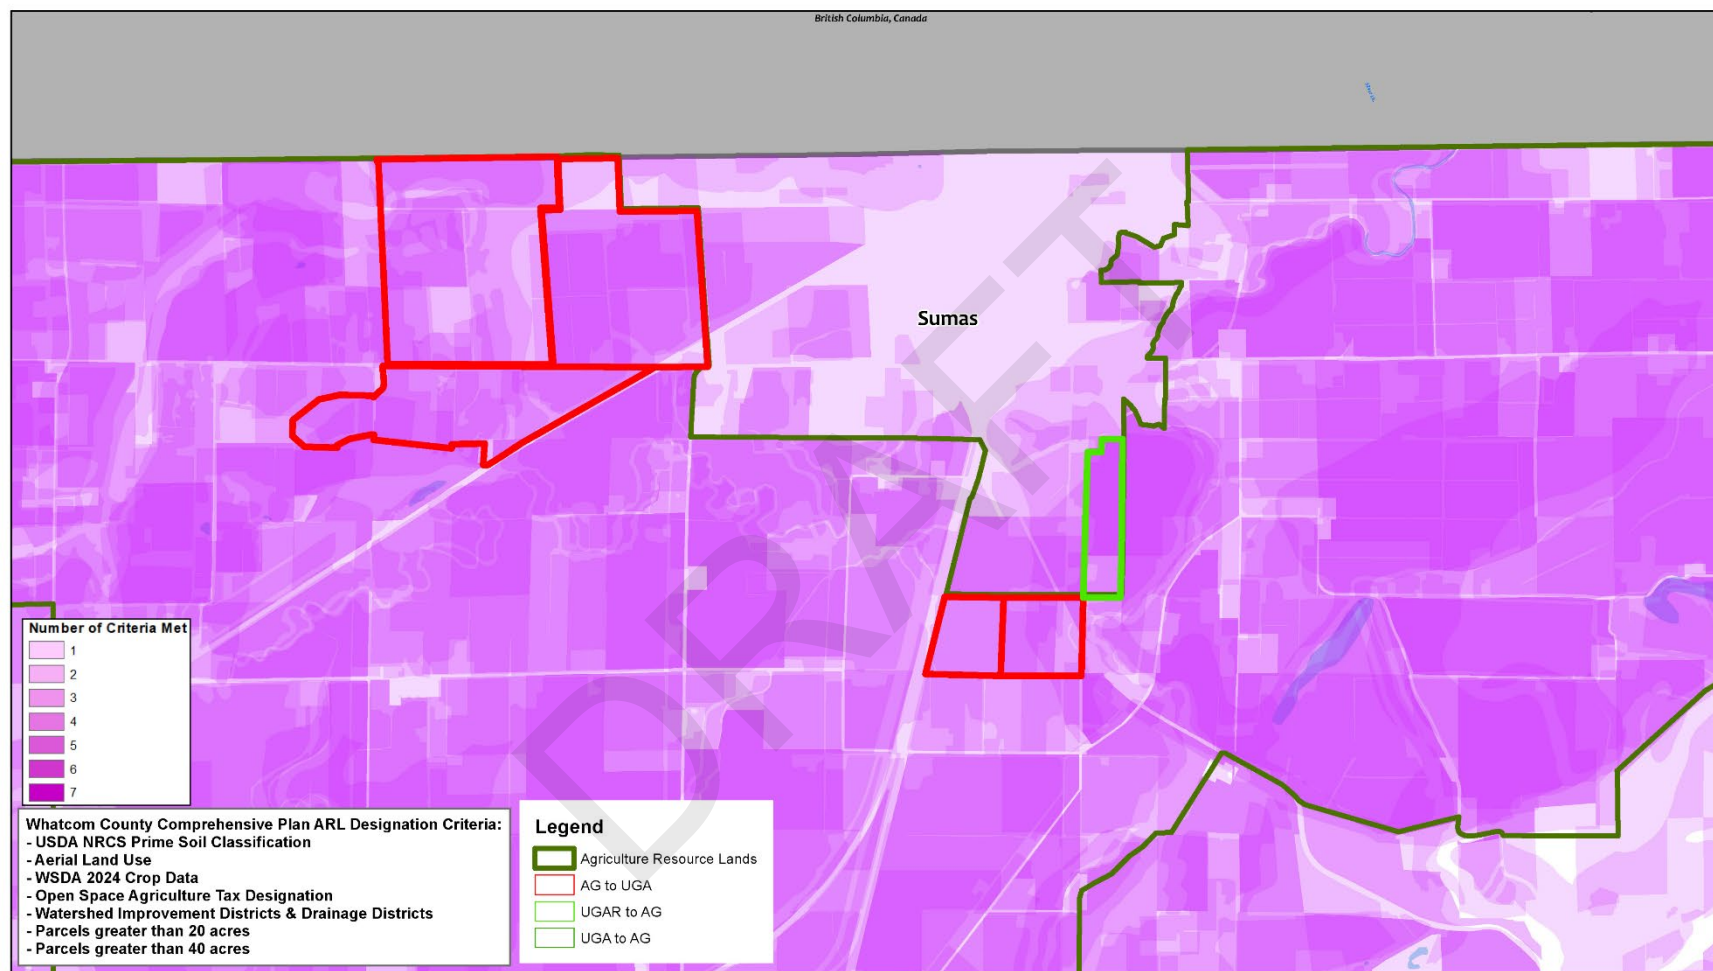 British Columbia, Canada
Sumas
DRAFT
Number of Criteria Met
1
2
3
4
5
6
7
Whatcom County Comprehensive Plan ARL Designation Criteria:
- USDA NRCS Prime Soil Classification
- Aerial Land Use
- WSDA 2024 Crop Data
- Open Space Agriculture Tax Designation
- Watershed Improvement Districts & Drainage Districts
- Parcels greater than 20 acres
- Parcels greater than 40 acres
Legend
Agriculture Resource Lands
AG to UGA
UGAR to AG
UGA to AG